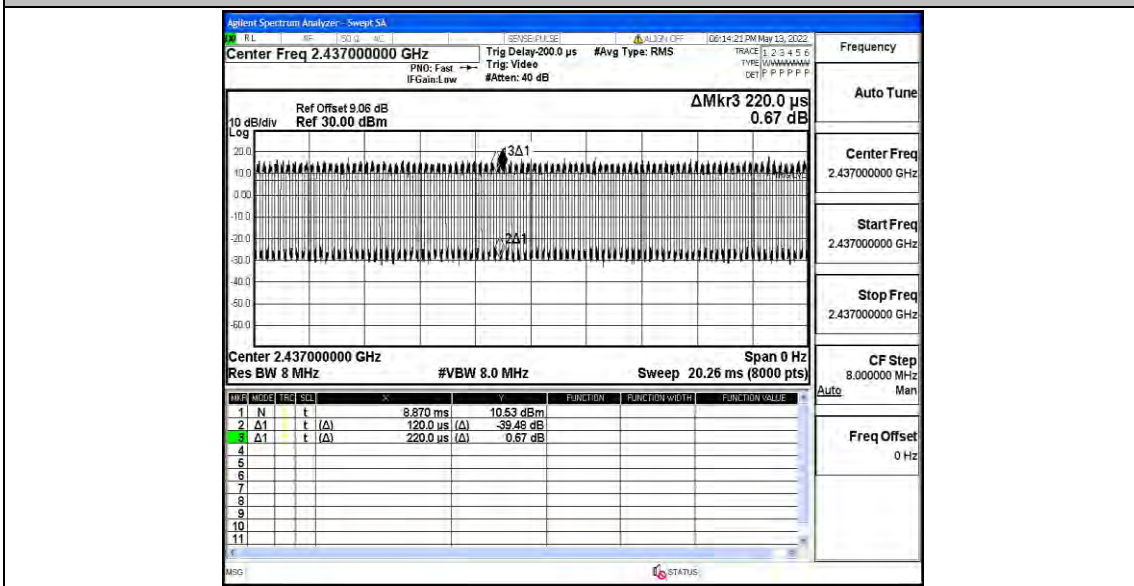 Agilent Spectrum Analyzer - Swept SA
RL RF 50 Ω AC SENSE:PULSE ALIGN OFF 06:14:21 PM May 13, 2022
Center Freq 2.437000000 GHz
PNO: Fast
IFGain:Low
Trig Delay-200.0 µs
Trig: Video
#Atten: 40 dB
#Avg Type: RMS
TRACE 1 2 3 4 5 6
TYPE
DET P P P P P P
ΔMkr3 220.0 µs
0.67 dB
Ref Offset 9.06 dB
10 dB/div Ref 30.00 dBm
Log
20.0
10.0
0.00
-10.0
-20.0
-30.0
-40.0
-50.0
-60.0
3Δ1
2Δ1
Center 2.437000000 GHz Span 0 Hz
Res BW 8 MHz #VBW 8.0 MHz Sweep 20.26 ms (8000 pts)
MKR MODE TRC SCL X Y FUNCTION FUNCTION WIDTH FUNCTION VALUE
1 N t 8.870 ms 10.53 dBm
2 Δ1 t (Δ) 120.0 µs (Δ) -39.48 dB
3 Δ1 t (Δ) 220.0 µs (Δ) 0.67 dB
4
5
6
7
8
9
10
11
MSG STATUS
Frequency
Auto Tune
Center Freq
2.437000000 GHz
Start Freq
2.437000000 GHz
Stop Freq
2.437000000 GHz
CF Step
8.000000 MHz
Auto Man
Freq Offset
0 Hz